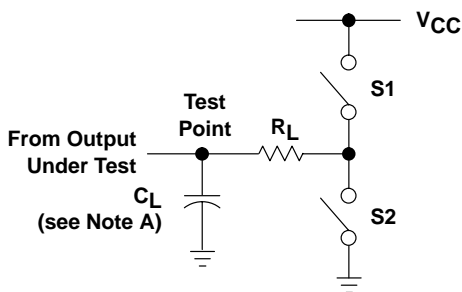 VCC
S1
Test
Point
RL
From Output
Under Test
CL
(see Note A)
S2